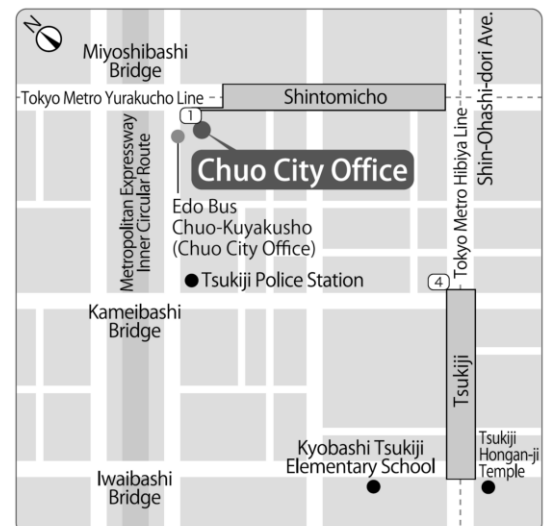 N
Miyoshibashi
Bridge
Tokyo Metro Yurakucho Line
Shintomicho
Shin-Ohashi-dori Ave.
1
Chuo City Office
Metropolitan Expressway
Inner Circular Route
Tokyo Metro Hibiya Line
Edo Bus
Chuo-Kuyakusho
(Chuo City Office)
Tsukiji Police Station
4
Kameibashi
Bridge
Tsukiji
Kyobashi Tsukiji
Elementary School
Tsukiji
Hongan-ji
Temple
Iwaibashi
Bridge